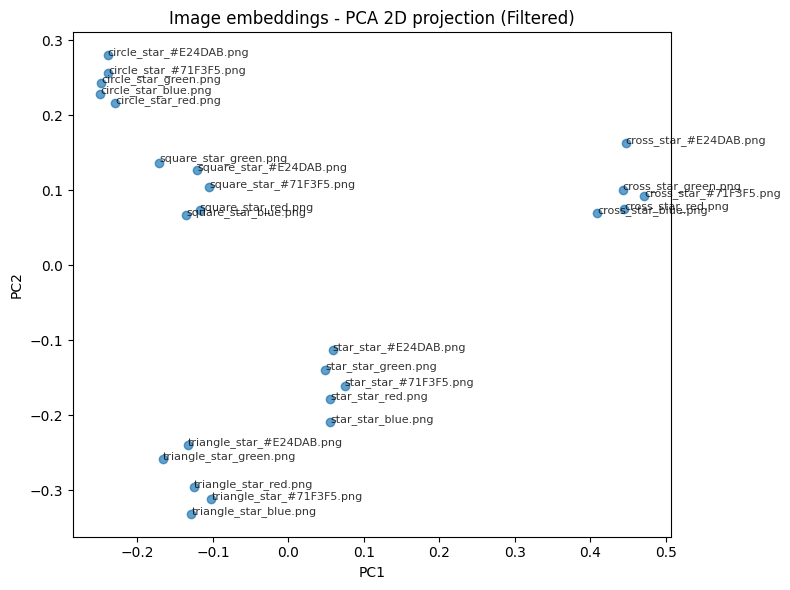 Image embeddings - PCA 2D projection (Filtered)
0.3
circle_star_#E24DAB.png
circle_star_#71F3F5.png
circle_star_green.png
circle_star_blue.png
circle_star_red.png
0.2
square_star_green.png
square_star_#E24DAB.png
square_star_#71F3F5.png
square_star_red.png
square_star_blue.png
cross_star_#E24DAB.png
cross_star_green.png
cross_star_#71F3F5.png
cross_star_red.png
cross_star_blue.png
0.1
0.0
PC2
−0.1
star_star_#E24DAB.png
star_star_green.png
star_star_#71F3F5.png
star_star_red.png
star_star_blue.png
−0.2
triangle_star_#E24DAB.png
triangle_star_green.png
triangle_star_red.png
triangle_star_#71F3F5.png
triangle_star_blue.png
−0.3
−0.2 −0.1 0.0 0.1 0.2 0.3 0.4 0.5
PC1